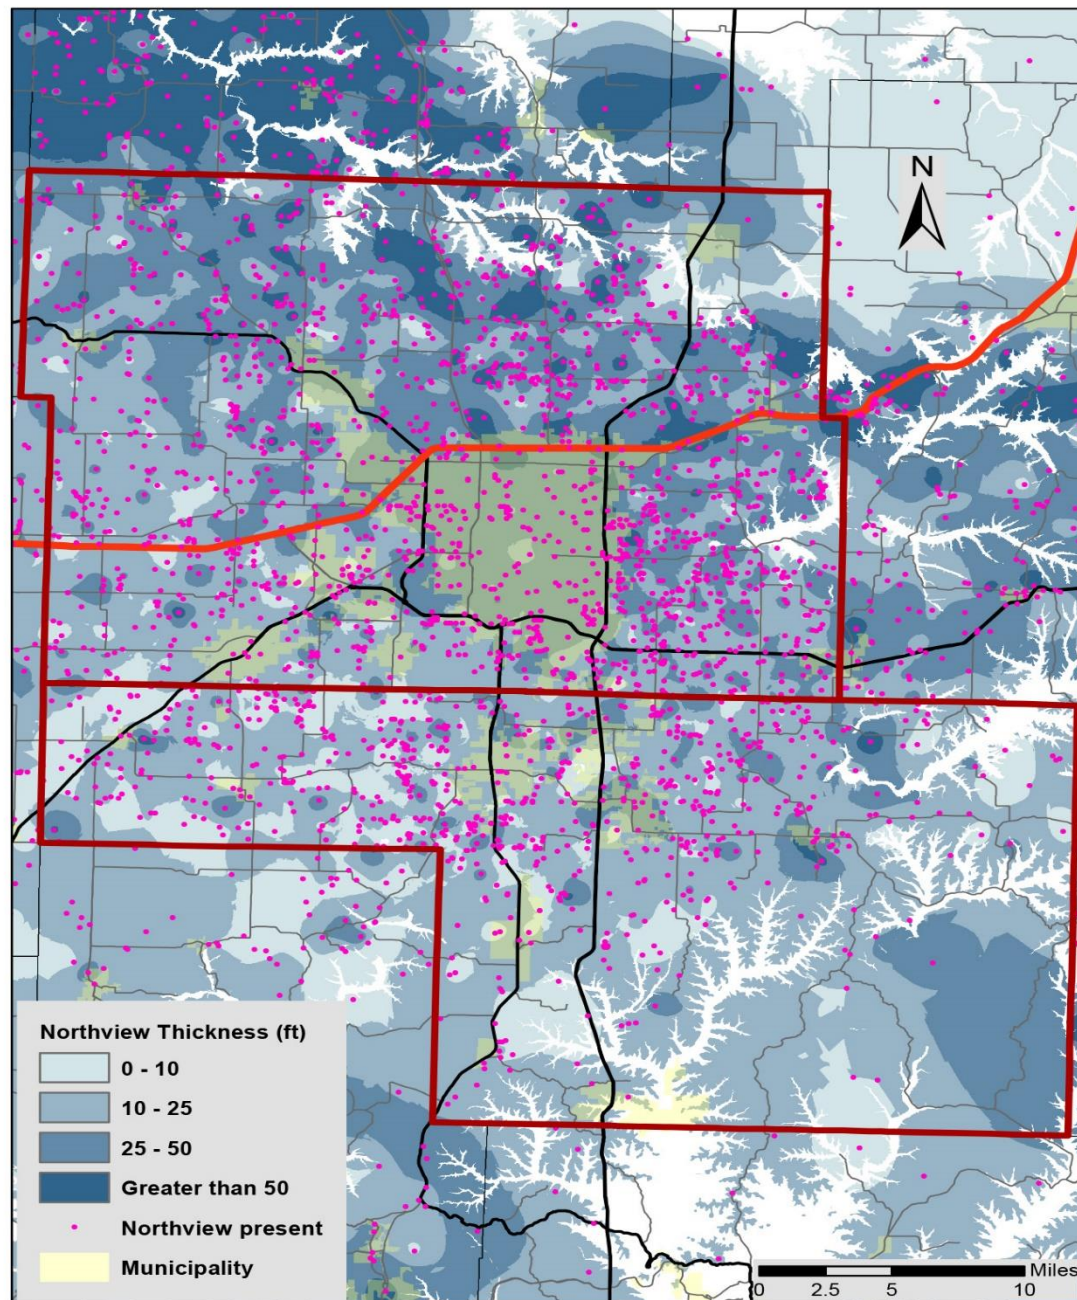 N
Northview Thickness (ft)
0 - 10
10 - 25
25 - 50
Greater than 50
Northview present
Municipality
Miles
0 2.5 5 10